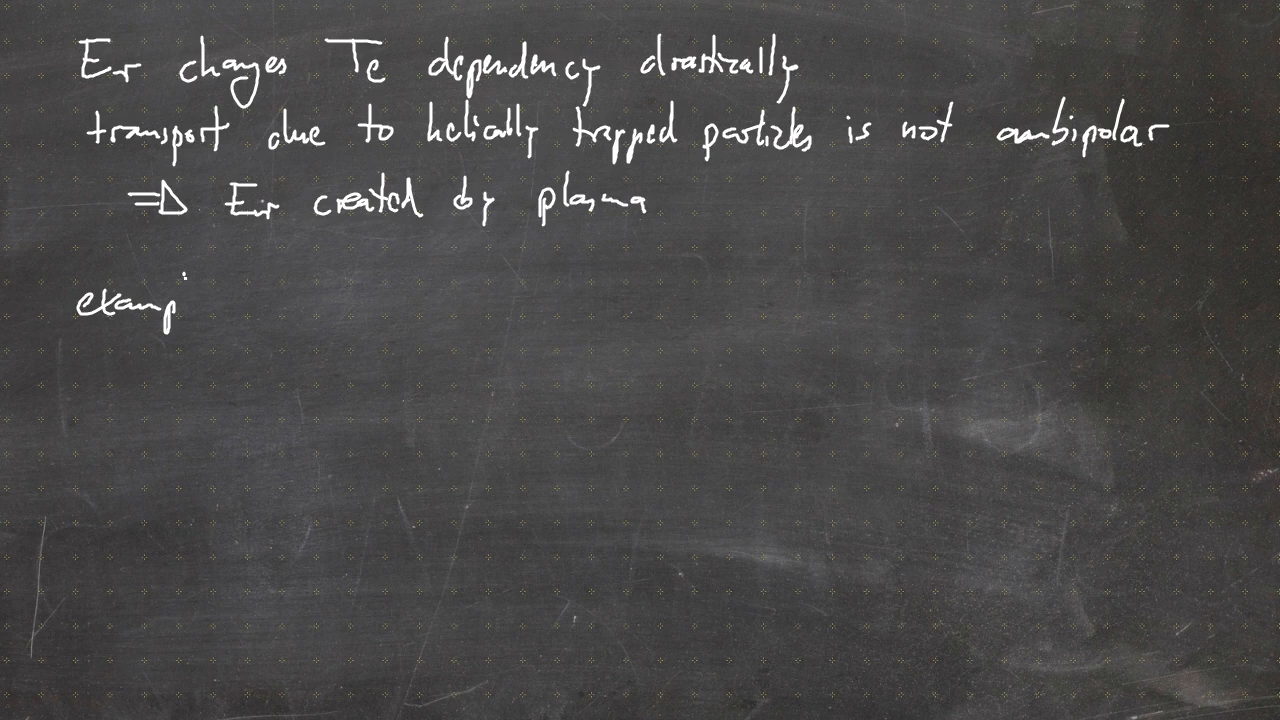 Er changes Te dependency drastically
transport due to helically trapped particles is not ambipolar
⇒ Er created by plasma
examp